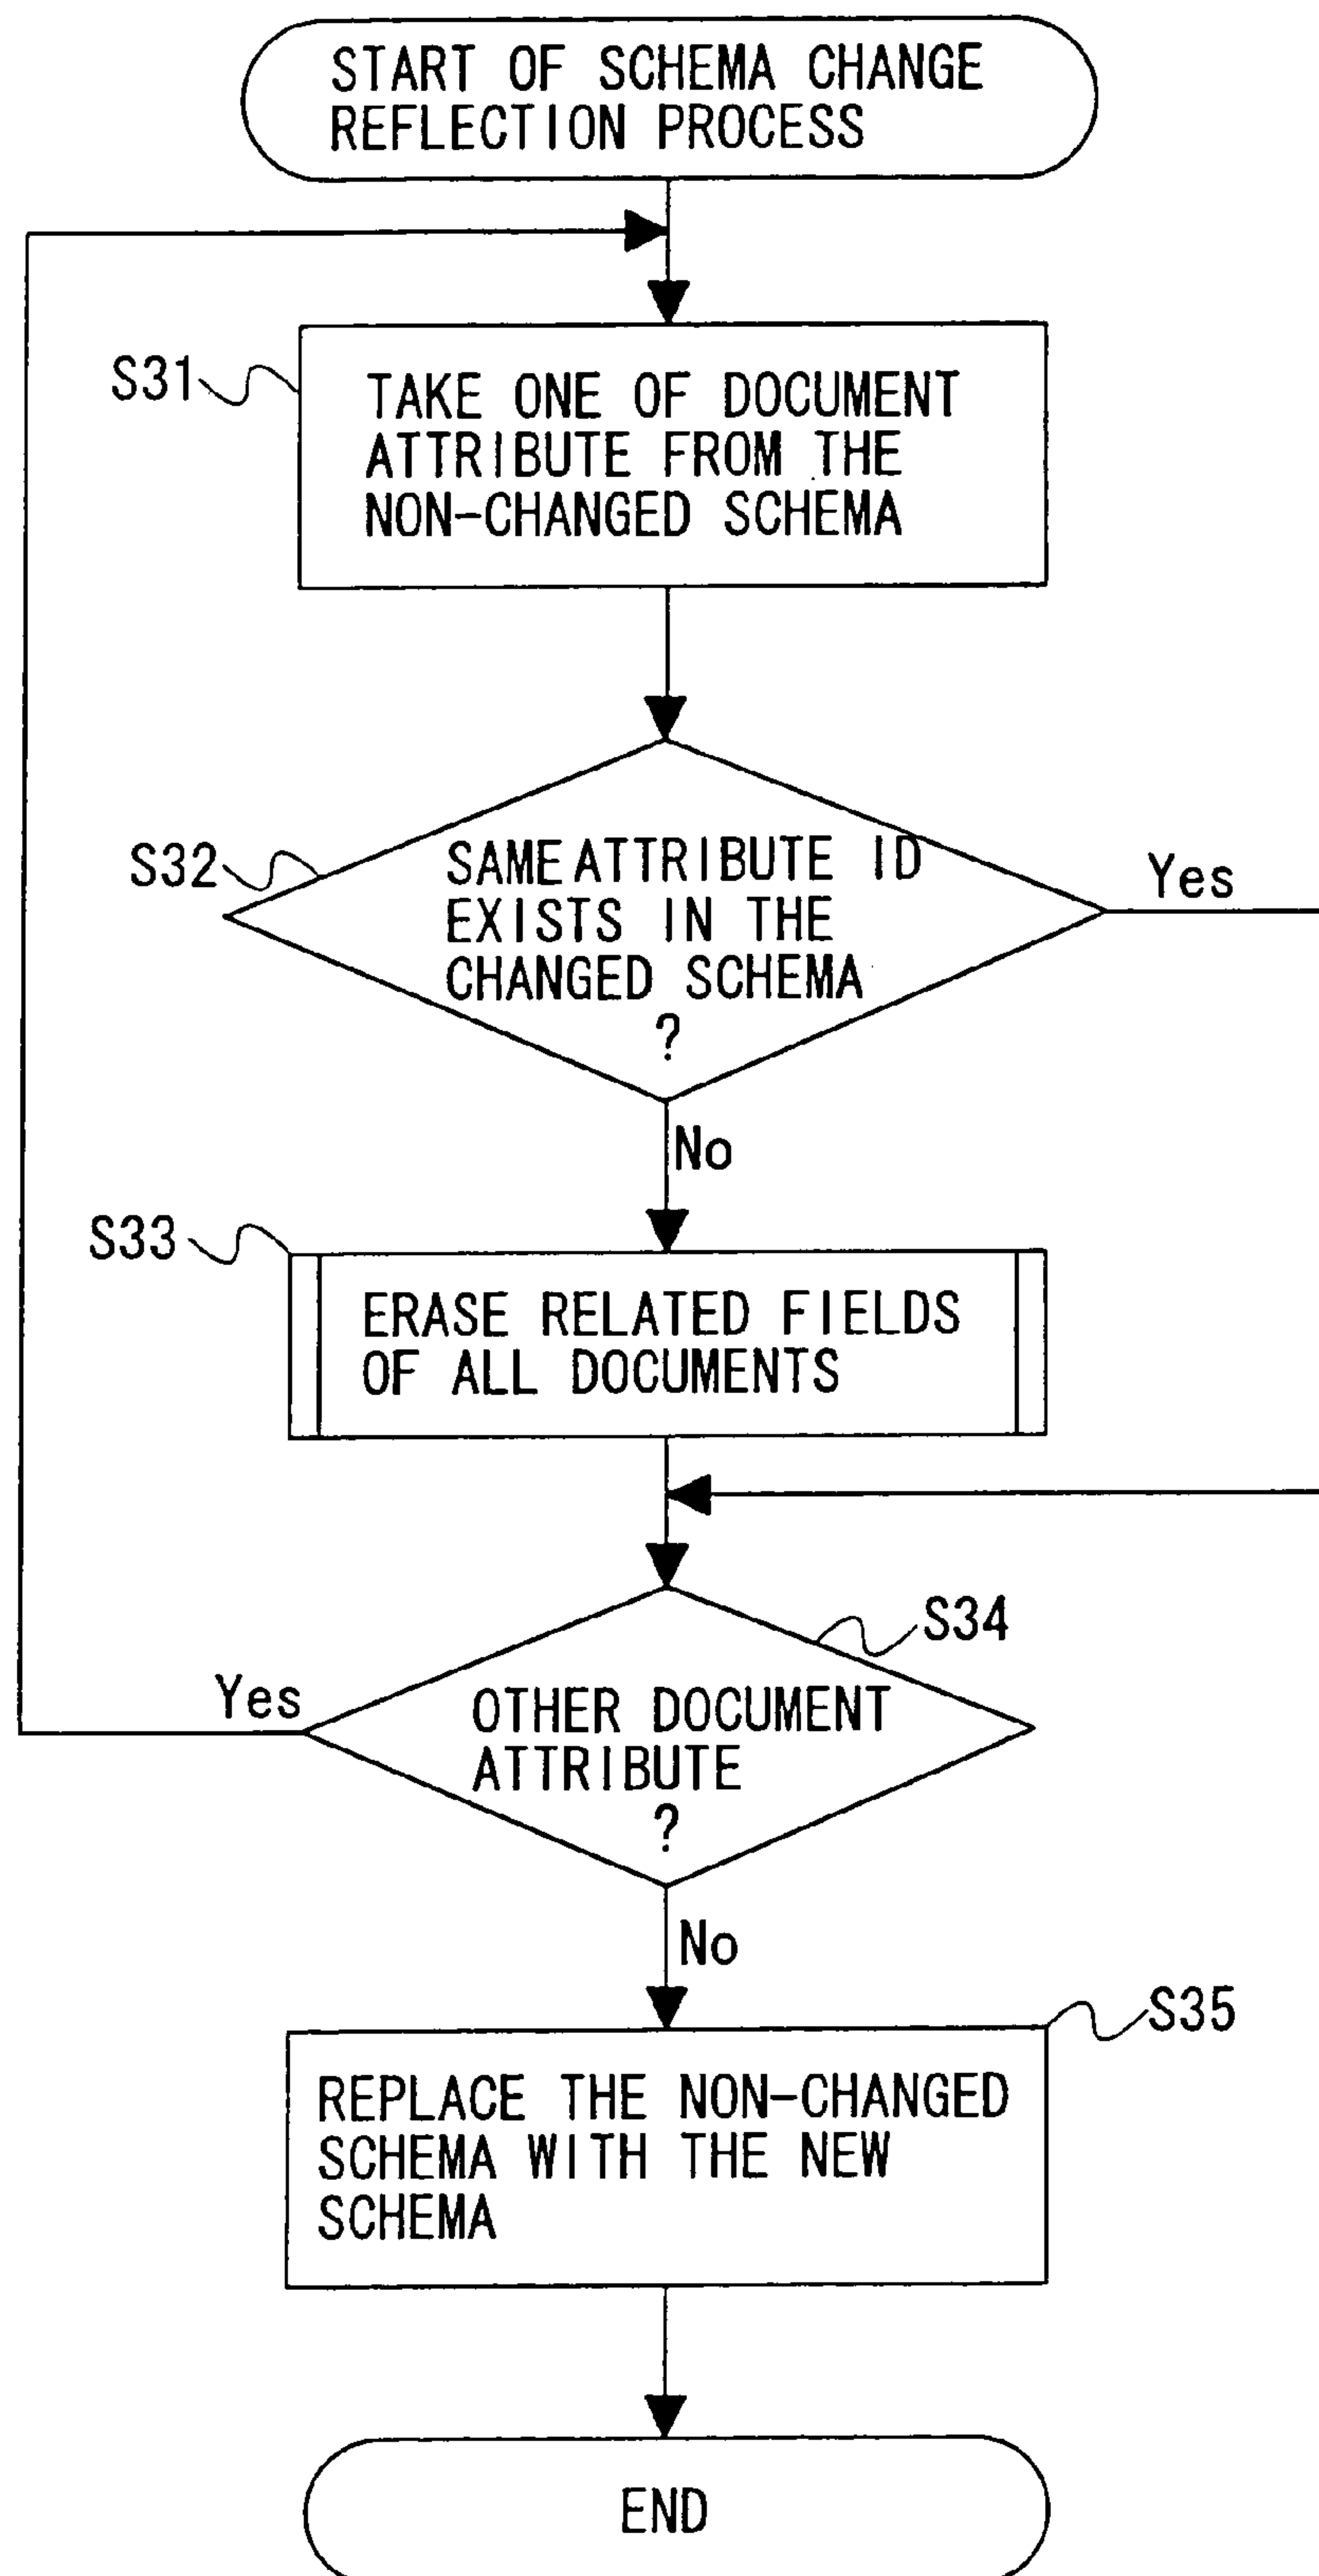 START OF SCHEMA CHANGE
REFLECTION PROCESS
S31
TAKE ONE OF DOCUMENT
ATTRIBUTE FROM THE
NON-CHANGED SCHEMA
S32
SAME ATTRIBUTE ID
EXISTS IN THE
CHANGED SCHEMA
?
Yes
No
S33
ERASE RELATED FIELDS
OF ALL DOCUMENTS
S34
Yes
OTHER DOCUMENT
ATTRIBUTE
?
No
S35
REPLACE THE NON-CHANGED
SCHEMA WITH THE NEW
SCHEMA
END